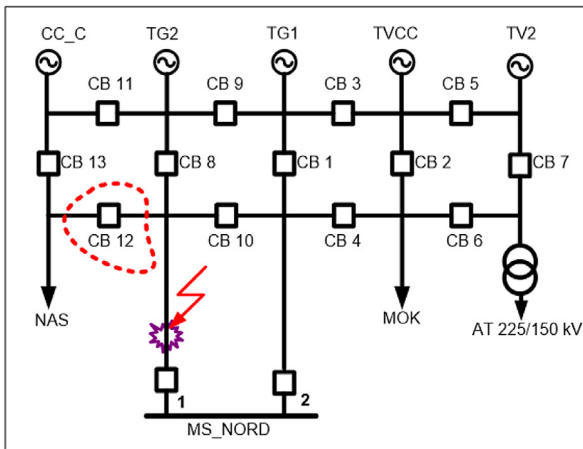 CC_C TG2 TG1 TVCC TV2
CB 11 CB 9 CB 3 CB 5
CB 13 CB 8 CB 1 CB 2 CB 7
CB 12 CB 10 CB 4 CB 6
NAS MOK AT 225/150 kV
1 2
MS_NORD